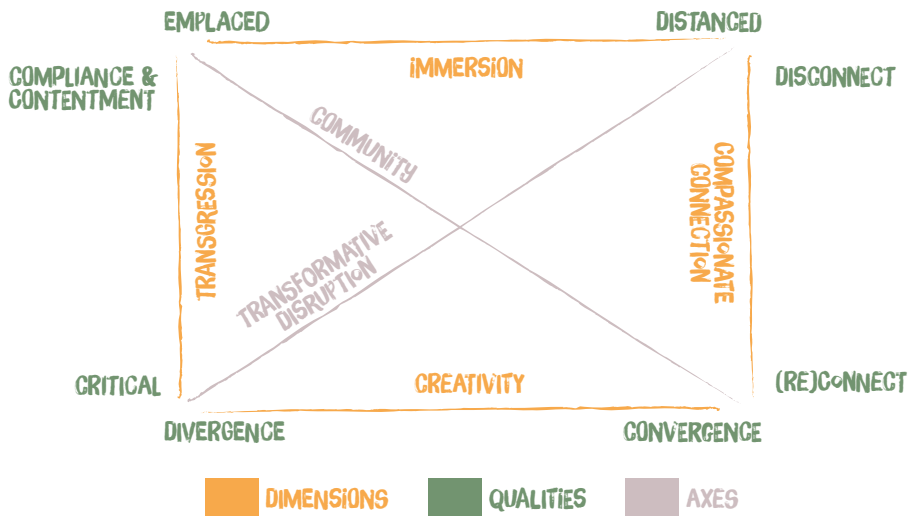 EMPLACED
DISTANCED
IMMERSION
COMPLIANCE &
CONTENTMENT
DISCONNECT
COMMUNITY
TRANSGRESSION
COMPASSIONATE
CONNECTION
TRANSFORMATIVE
DISRUPTION
CRITICAL
CREATIVITY
(RE)CONNECT
DIVERGENCE
CONVERGENCE
DIMENSIONS
QUALITIES
AXES